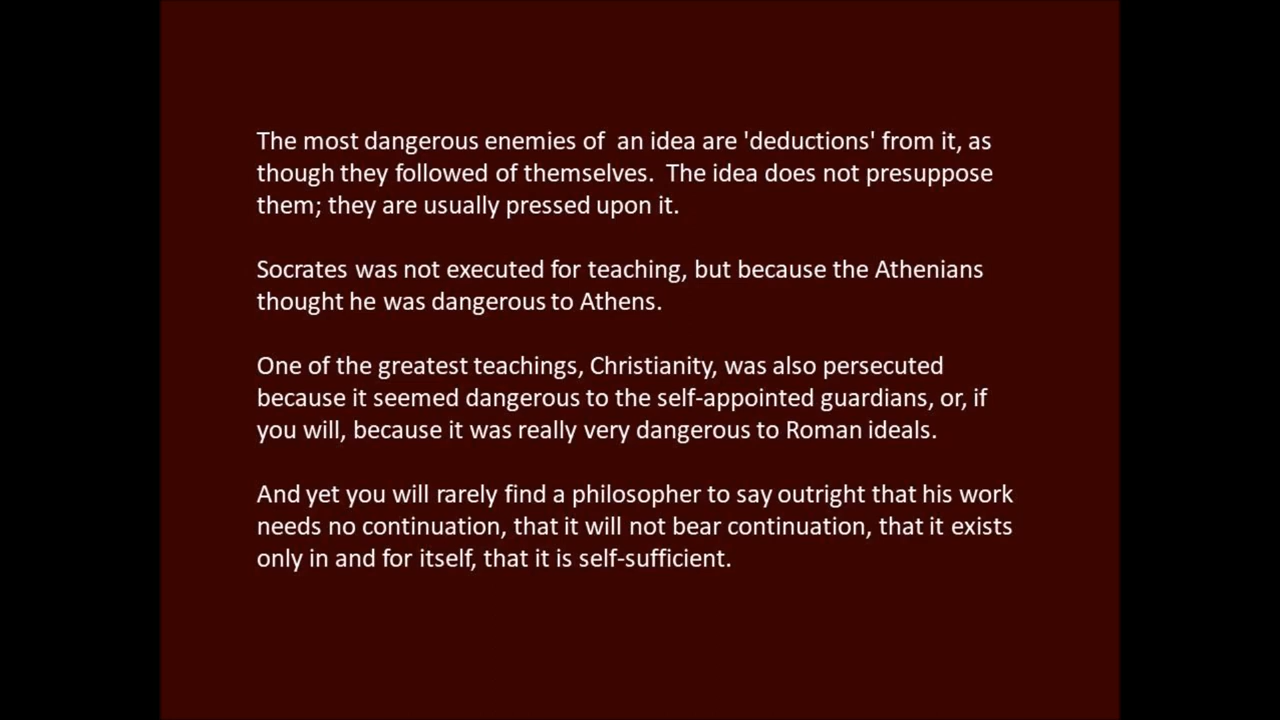 The most dangerous enemies of  an idea are 'deductions' from it, as
though they followed of themselves.  The idea does not presuppose
them; they are usually pressed upon it.
Socrates was not executed for teaching, but because the Athenians
thought he was dangerous to Athens.
One of the greatest teachings, Christianity, was also persecuted
because it seemed dangerous to the self-appointed guardians, or, if
you will, because it was really very dangerous to Roman ideals.
And yet you will rarely find a philosopher to say outright that his work
needs no continuation, that it will not bear continuation, that it exists
only in and for itself, that it is self-sufficient.